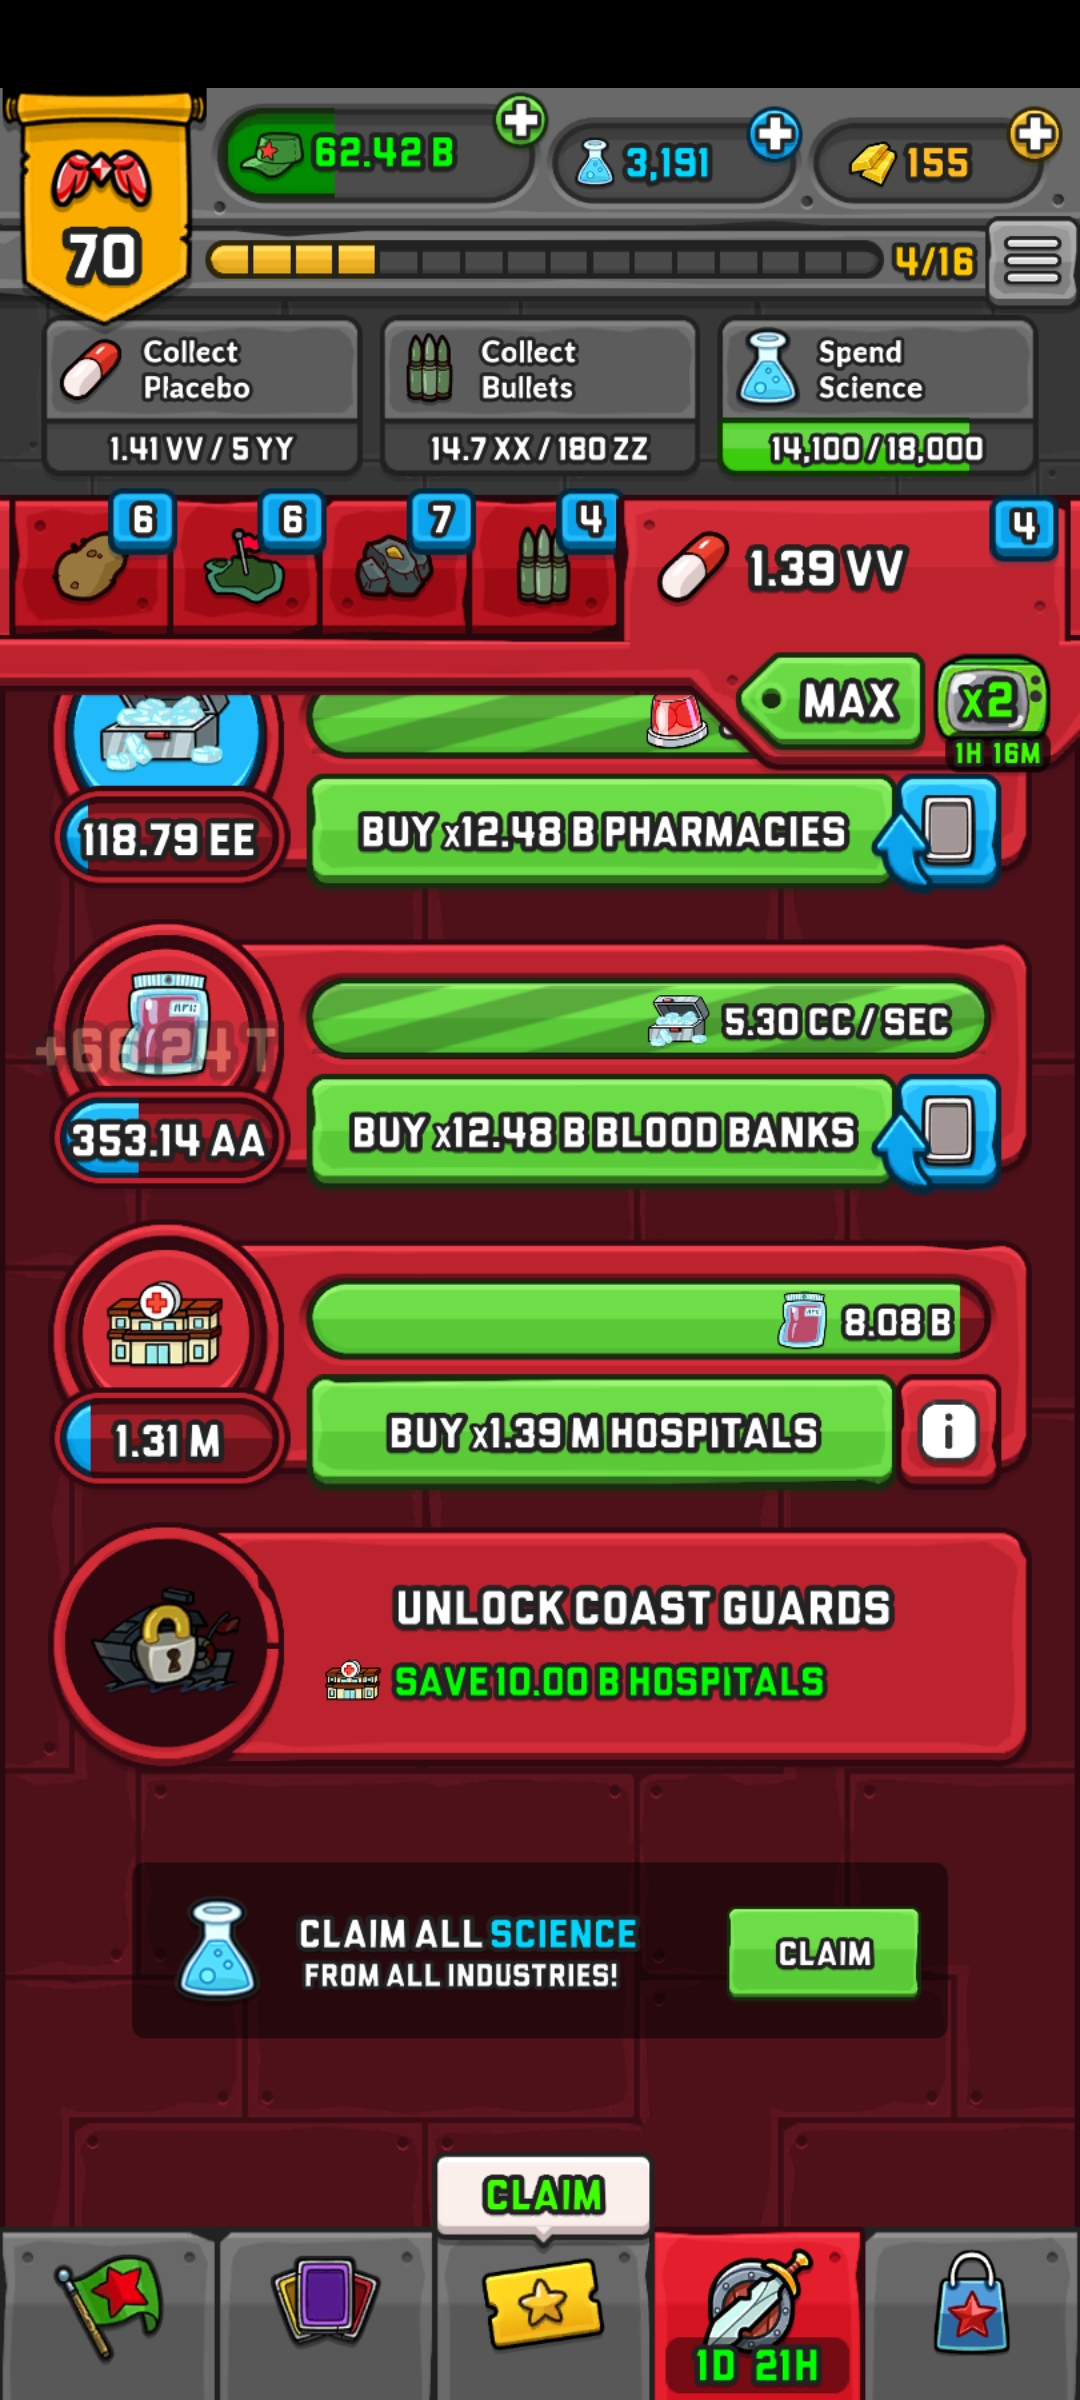 62.42 B
3,191
155
70
4/16
Collect
Placebo
1.41 VV / 5 YY
Collect
Bullets
14.7 XX / 180 ZZ
Spend
Science
14,100 / 18,000
6
6
7
4
4
1.39 VV
MAX
x2
1H 16M
118.79 EE
BUY x12.48 B PHARMACIES
+66.24 T
5.30 CC / SEC
353.14 AA
BUY x12.48 B BLOOD BANKS
8.08 B
1.31 M
BUY x1.39 M HOSPITALS
i
UNLOCK COAST GUARDS
SAVE 10.00 B HOSPITALS
CLAIM ALL SCIENCE
FROM ALL INDUSTRIES!
CLAIM
CLAIM
1D 21H